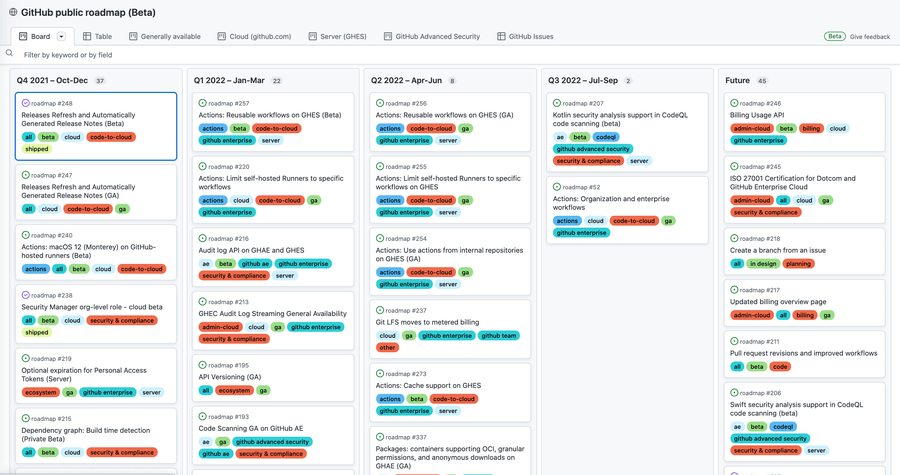 GitHub public roadmap (Beta)
Board
Table
Generally available
Cloud (github.com)
Server (GHES)
GitHub Advanced Security
GitHub Issues
Beta
Give feedback
Filter by keyword or by field
Q4 2021 – Oct-Dec 37
roadmap #248
Releases Refresh and Automatically
Generated Release Notes (Beta)
all beta cloud code-to-cloud
shipped
roadmap #247
Releases Refresh and Automatically
Generated Release Notes (GA)
all cloud code-to-cloud ga
roadmap #240
Actions: macOS 12 (Monterey) on GitHub-
hosted runners (Beta)
actions all beta cloud code-to-cloud
roadmap #238
Security Manager org-level role - cloud beta
all beta cloud security & compliance
shipped
roadmap #219
Optional expiration for Personal Access
Tokens (Server)
ecosystem ga github enterprise server
roadmap #215
Dependency graph: Build time detection
(Private Beta)
all beta cloud security & compliance
Q1 2022 – Jan-Mar 22
roadmap #257
Actions: Reusable workflows on GHES (Beta)
actions beta code-to-cloud
github enterprise server
roadmap #220
Actions: Limit self-hosted Runners to specific
workflows
actions cloud code-to-cloud ga
github enterprise
roadmap #216
Audit log API on GHAE and GHES
ae beta github ae github enterprise
security & compliance server
roadmap #213
GHEC Audit Log Streaming General Availability
admin-cloud cloud ga github enterprise
security & compliance
roadmap #195
API Versioning (GA)
all ecosystem ga
roadmap #193
Code Scanning GA on GitHub AE
ae ga github advanced security
github ae security & compliance
Q2 2022 – Apr-Jun 8
roadmap #256
Actions: Reusable workflows on GHES (GA)
actions code-to-cloud ga
github enterprise server
roadmap #255
Actions: Limit self-hosted Runners to specific
workflows on GHES
actions code-to-cloud ga
github enterprise server
roadmap #254
Actions: Use actions from internal repositories
on GHES (GA)
actions code-to-cloud ga
github enterprise server
roadmap #237
Git LFS moves to metered billing
cloud ga github enterprise github team
other
roadmap #273
Actions: Cache support on GHES
actions beta code-to-cloud
github enterprise server
roadmap #337
Packages: containers supporting OCI, granular
permissions, and anonymous downloads on
GHAE (GA)
Q3 2022 – Jul-Sep 2
roadmap #207
Kotlin security analysis support in CodeQL
code scanning (beta)
ae beta codeql
github advanced security
security & compliance server
roadmap #52
Actions: Organization and enterprise
workflows
actions cloud code-to-cloud ga
github enterprise
Future 46
roadmap #246
Billing Usage API
admin-cloud beta billing cloud
github enterprise
roadmap #245
ISO 27001 Certification for Dotcom and
GitHub Enterprise Cloud
admin-cloud all cloud ga
security & compliance
roadmap #218
Create a branch from an issue
all in design planning
roadmap #217
Updated billing overview page
admin-cloud all billing ga
roadmap #211
Pull request revisions and improved workflows
all beta code
roadmap #206
Swift security analysis support in CodeQL
code scanning (beta)
ae beta codeql
github advanced security
security & compliance server